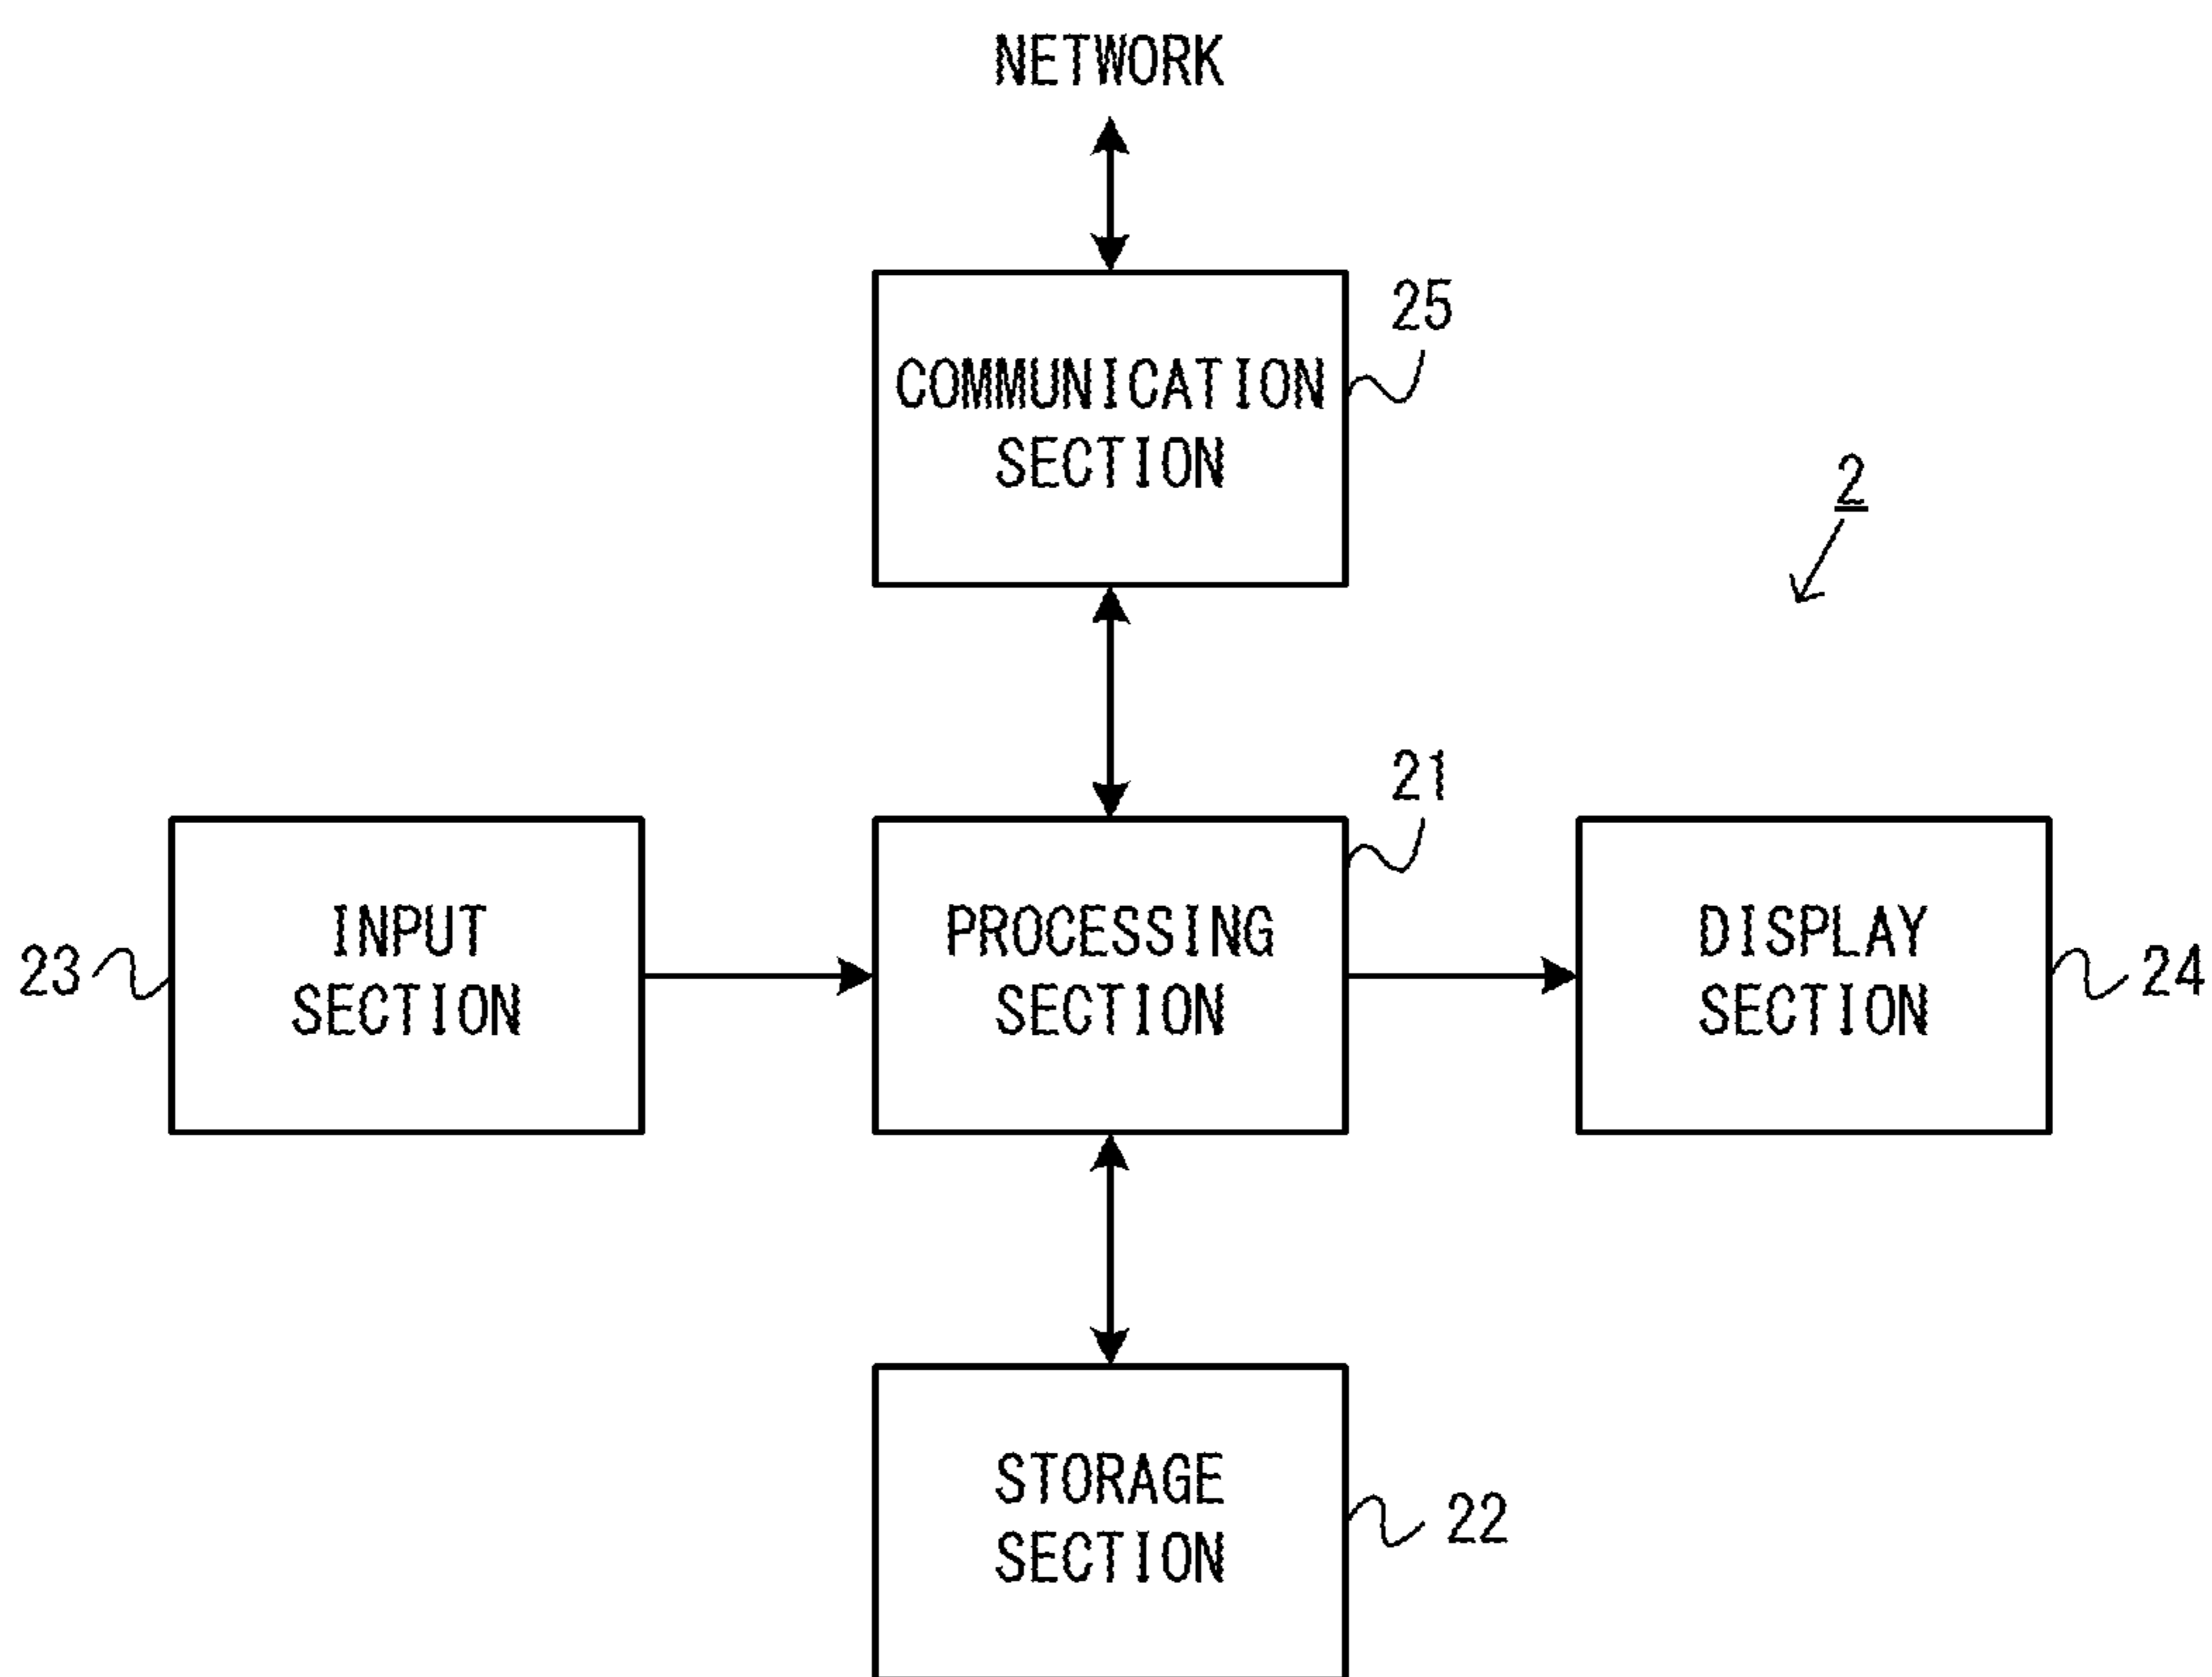 NETWORK
25
COMMUNICATION
SECTION
2
21
INPUT
SECTION
23
PROCESSING
SECTION
DISPLAY
SECTION
24
STORAGE
SECTION
22